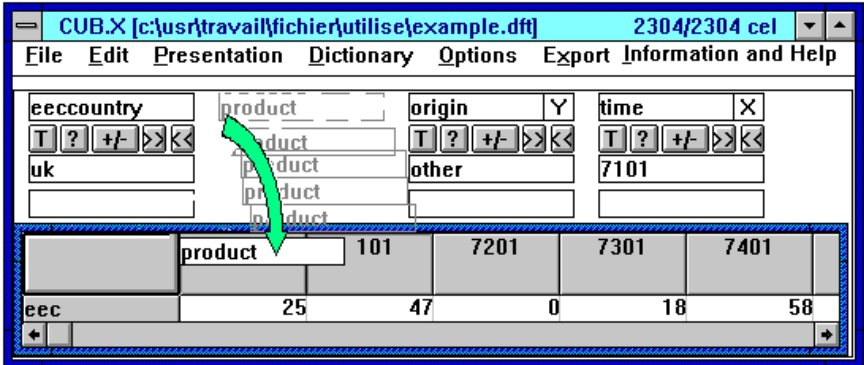 CUB.X [c:\usr\travail\fichier\utilise\example.dft] 2304/2304 cel
File Edit Presentation Dictionary Options Export Information and Help
eeccountry product origin Y time X
T ? +/- >> << product T ? +/- >> << T ? +/- >> <<
uk product other 7101
product
product
product 101 7201 7301 7401
eec 25 47 0 18 58